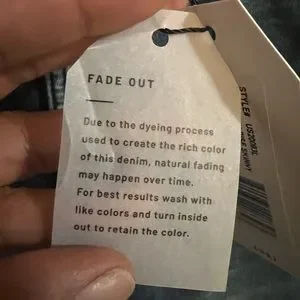 FADE OUT
Due to the dyeing process
used to create the rich color
of this denim, natural fading
may happen over time.
For best results wash with
like colors and turn inside
out to retain the color.
STYLE#
SKINNY